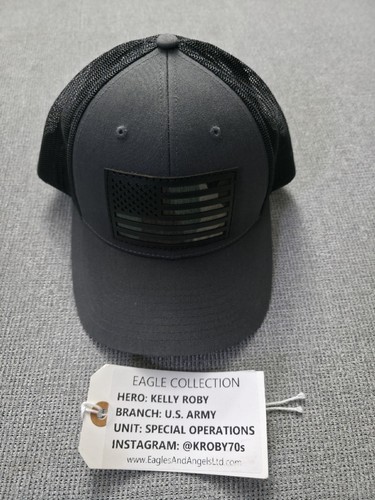 EAGLE COLLECTION
HERO: KELLY ROBY
BRANCH: U.S. ARMY
UNIT: SPECIAL OPERATIONS
INSTAGRAM: @KROBY70s
www.EaglesAndAngelsLtd.com